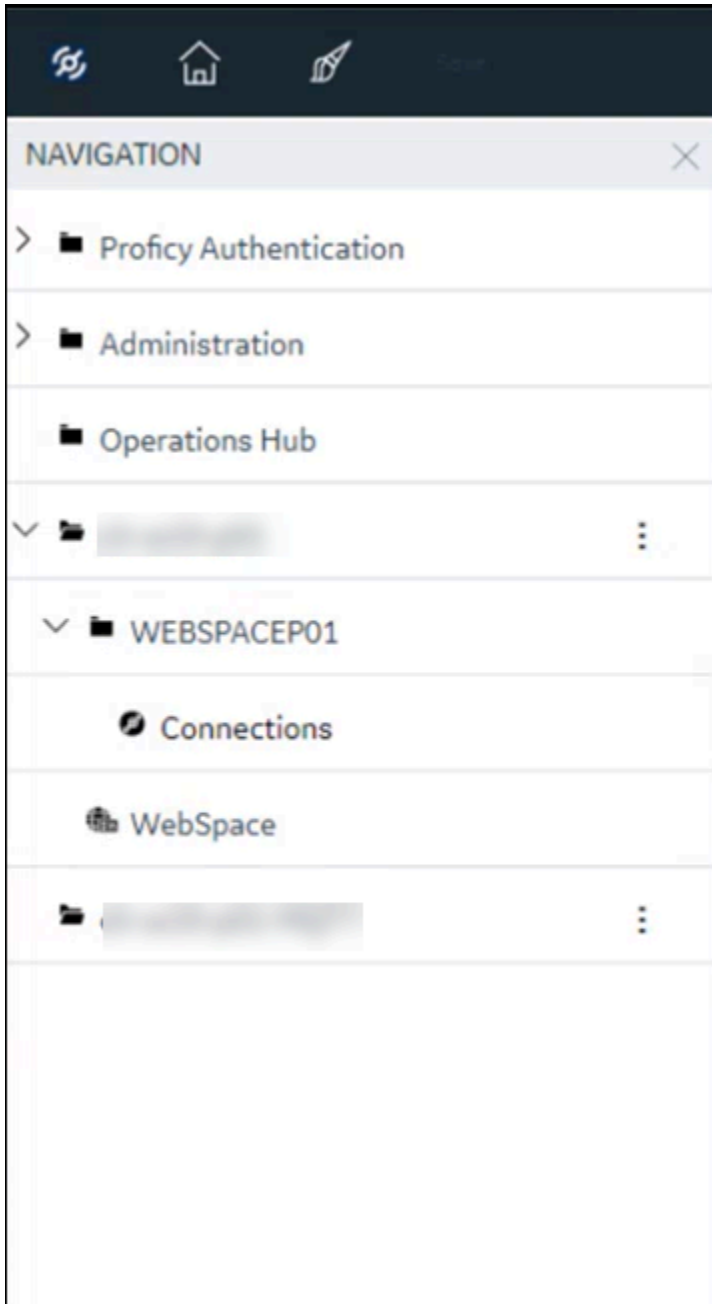 NAVIGATION
Proficy Authentication
Administration
Operations Hub
WEBSPACEP01
Connections
WebSpace